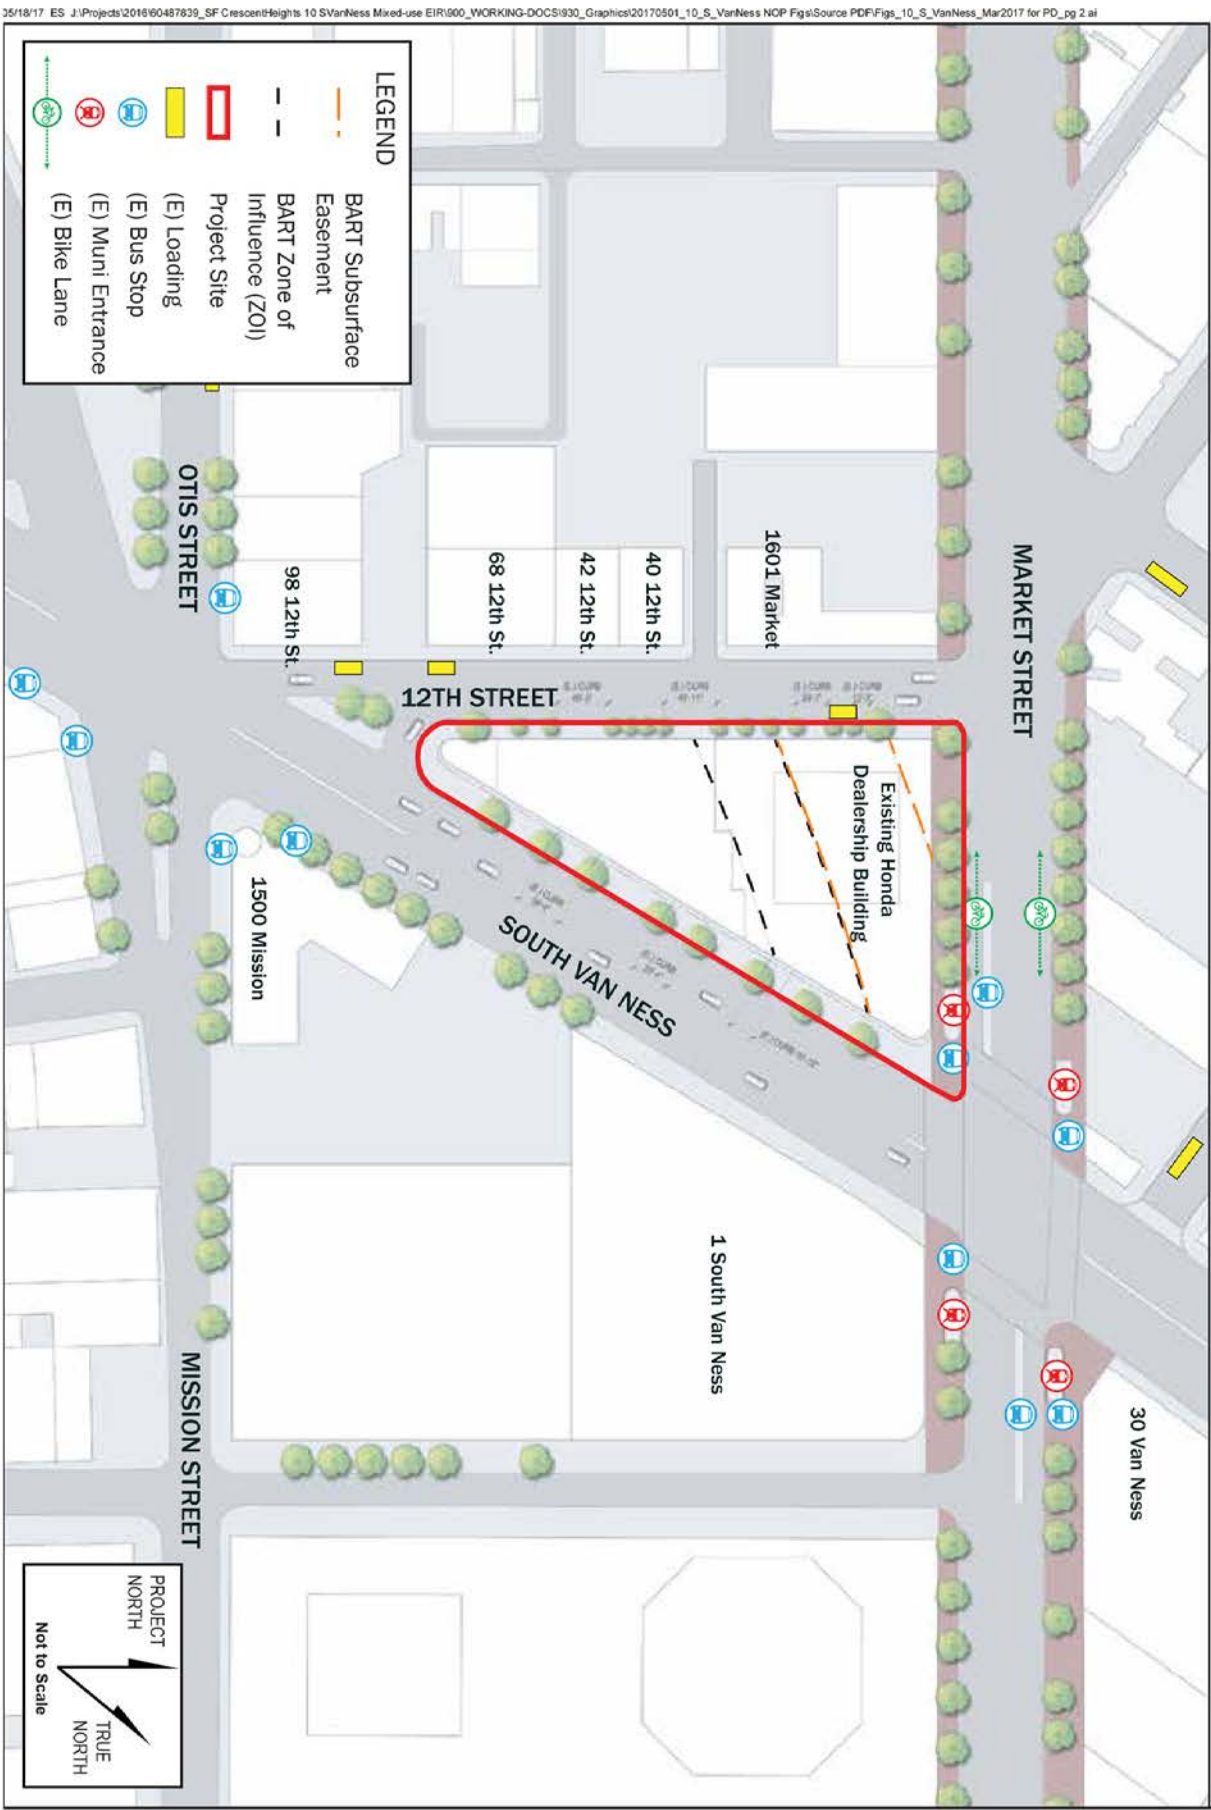 35/18/17 ES J:\Projects\2016\60487839_SF CrescentHeights 10 SVanNess Mixed-use EIR\900_WORKING-DOCS\930_Graphics\20170501_10_S_VanNess NOP Figs\Source PDF\Figs_10_S_VanNess_Mar2017 for PD_pg 2.ai
LEGEND
BART Subsurface
Easement
BART Zone of
Influence (ZOI)
Project Site
(E) Loading
(E) Bus Stop
(E) Muni Entrance
(E) Bike Lane
MARKET STREET
30 Van Ness
1601 Market
40 12th St.
42 12th St.
68 12th St.
98 12th St.
OTIS STREET
12TH STREET
Existing Honda
Dealership Building
SOUTH VAN NESS
1500 Mission
1 South Van Ness
MISSION STREET
PROJECT
NORTH
TRUE
NORTH
Not to Scale